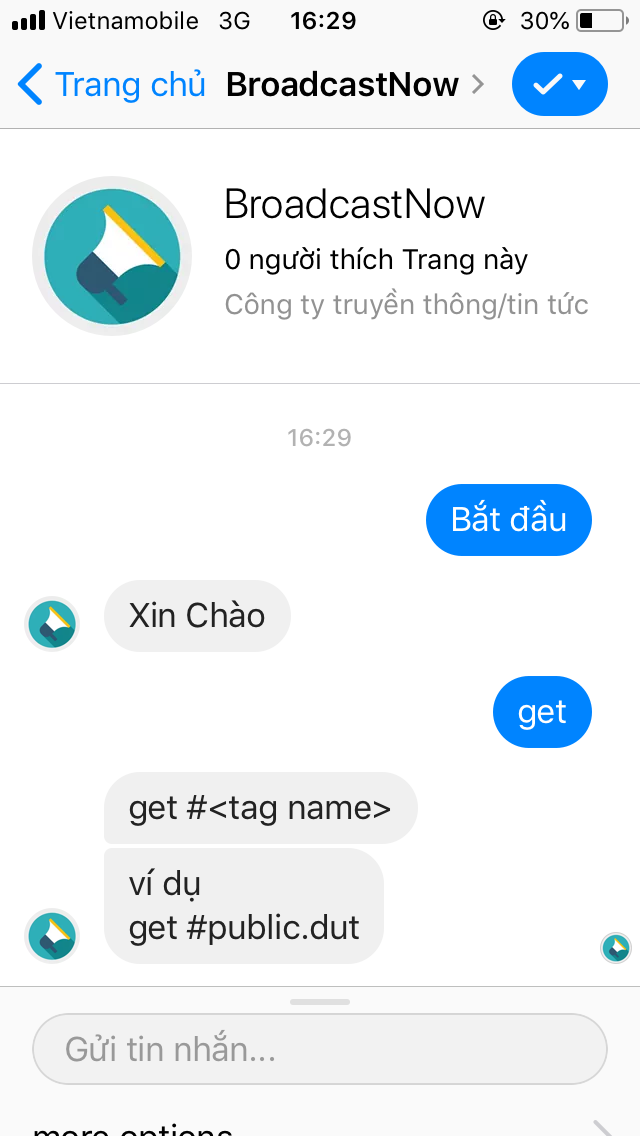 Vietnamobile 3G 16:29 30%
Trang chủ BroadcastNow
BroadcastNow
0 người thích Trang này
Công ty truyền thông/tin tức
16:29
Bắt đầu
Xin Chào
get
get #<tag name>
ví dụ
get #public.dut
Gửi tin nhắn...
more options